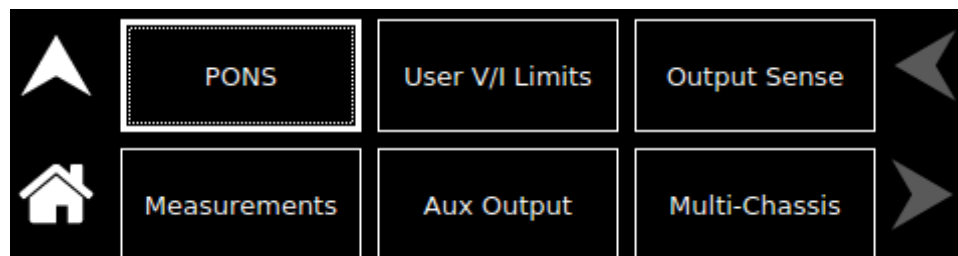 PONS
User V/I Limits
Output Sense
Measurements
Aux Output
Multi-Chassis